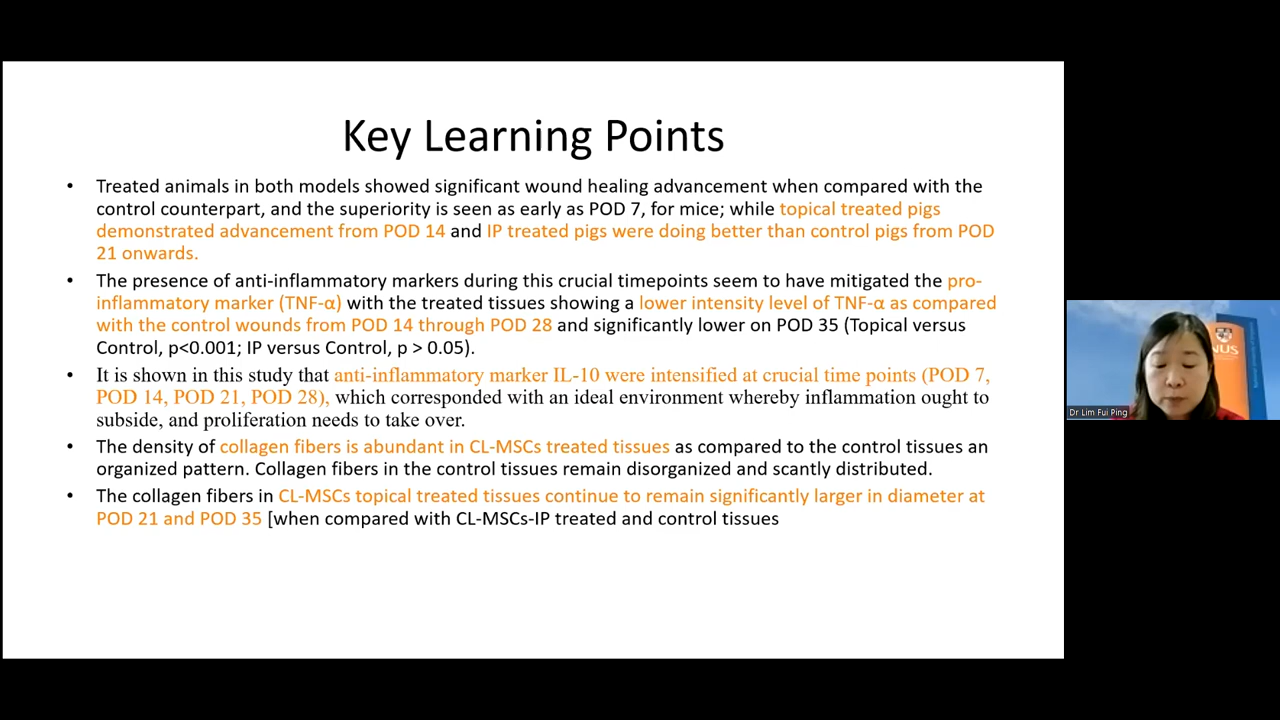 Key Learning Points
• Treated animals in both models showed significant wound healing advancement when compared with the
control counterpart, and the superiority is seen as early as POD 7, for mice; while topical treated pigs
demonstrated advancement from POD 14 and IP treated pigs were doing better than control pigs from POD
21 onwards.
• The presence of anti-inflammatory markers during this crucial timepoints seem to have mitigated the pro-
inflammatory marker (TNF-α) with the treated tissues showing a lower intensity level of TNF-α as compared
with the control wounds from POD 14 through POD 28 and significantly lower on POD 35 (Topical versus
Control, p<0.001; IP versus Control, p > 0.05).
• It is shown in this study that anti-inflammatory marker IL-10 were intensified at crucial time points (POD 7,
POD 14, POD 21, POD 28), which corresponded with an ideal environment whereby inflammation ought to
subside, and proliferation needs to take over.
• The density of collagen fibers is abundant in CL-MSCs treated tissues as compared to the control tissues an
organized pattern. Collagen fibers in the control tissues remain disorganized and scantly distributed.
• The collagen fibers in CL-MSCs topical treated tissues continue to remain significantly larger in diameter at
POD 21 and POD 35 [when compared with CL-MSCs-IP treated and control tissues
NUS
Dr Lim Fui Ping